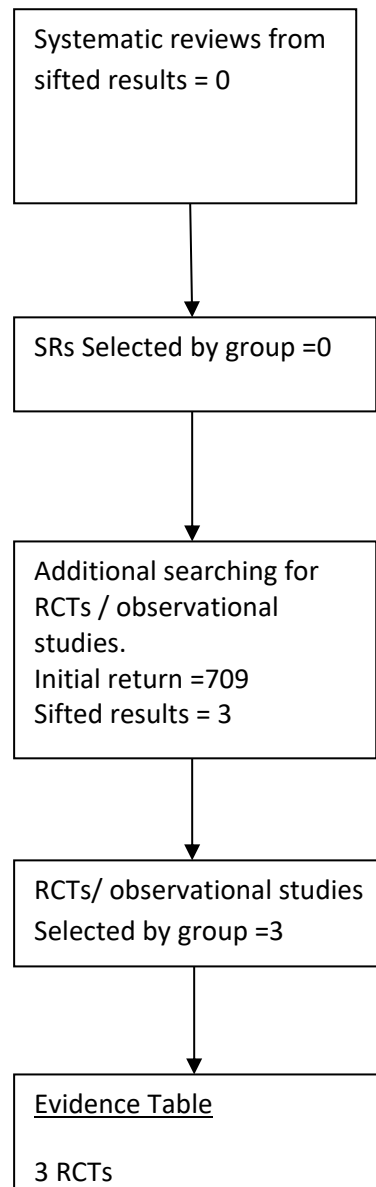 Systematic reviews from
sifted results = 0
SRs Selected by group =0
Additional searching for
RCTs / observational
studies.
Initial return =709
Sifted results = 3
RCTs/ observational studies
Selected by group =3
Evidence Table
3 RCTs